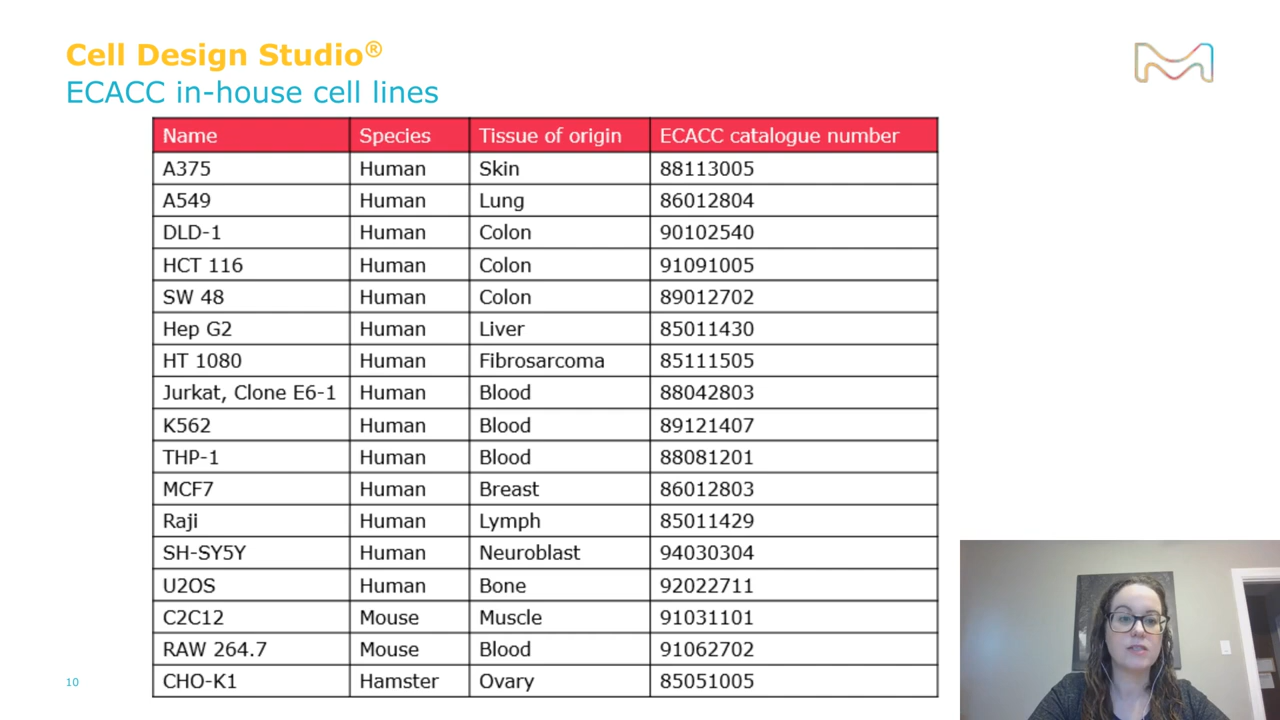 Cell Design Studio®
ECACC in-house cell lines
Name Species Tissue of origin ECACC catalogue number
A375 Human Skin 88113005
A549 Human Lung 86012804
DLD-1 Human Colon 90102540
HCT 116 Human Colon 91091005
SW 48 Human Colon 89012702
Hep G2 Human Liver 85011430
HT 1080 Human Fibrosarcoma 85111505
Jurkat, Clone E6-1 Human Blood 88042803
K562 Human Blood 89121407
THP-1 Human Blood 88081201
MCF7 Human Breast 86012803
Raji Human Lymph 85011429
SH-SY5Y Human Neuroblast 94030304
U2OS Human Bone 92022711
C2C12 Mouse Muscle 91031101
RAW 264.7 Mouse Blood 91062702
CHO-K1 Hamster Ovary 85051005
10